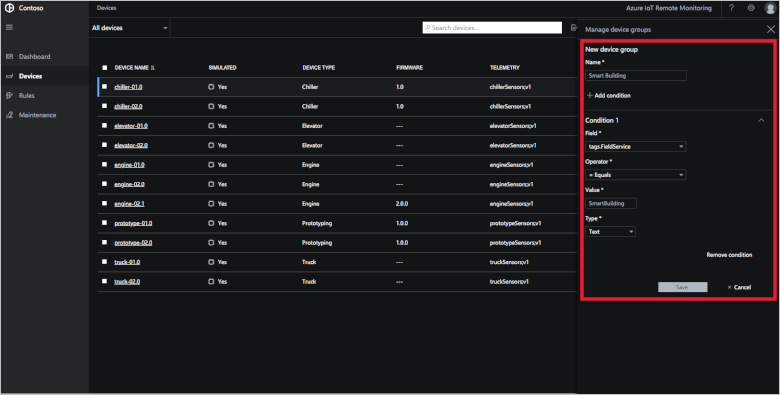 Contoso
Devices
Azure IoT Remote Monitoring
?
All devices
Search devices...
Manage device groups
Dashboard
Devices
Rules
Maintenance
DEVICE NAME SIMULATED DEVICE TYPE FIRMWARE TELEMETRY
chiller-01.0 Yes Chiller 1.0 chillerSensors;v1
chiller-02.0 Yes Chiller 1.0 chillerSensors;v1
elevator-01.0 Yes Elevator --- elevatorSensors;v1
elevator-02.0 Yes Elevator --- elevatorSensors;v1
engine-01.0 Yes Engine --- engineSensors;v1
engine-02.0 Yes Engine --- engineSensors;v1
engine-02.1 Yes Engine 2.0.0 engineSensors;v1
prototype-01.0 Yes Prototyping 1.0.0 prototypeSensors;v1
prototype-02.0 Yes Prototyping 1.0.0 prototypeSensors;v1
truck-01.0 Yes Truck --- truckSensors;v1
truck-02.0 Yes Truck --- truckSensors;v1
New device group
Name *
Smart Building
+ Add condition
Condition 1
Field *
tags.FieldService
Operator *
= Equals
Value *
SmartBuilding
Type *
Text
Remove condition
Save × Cancel